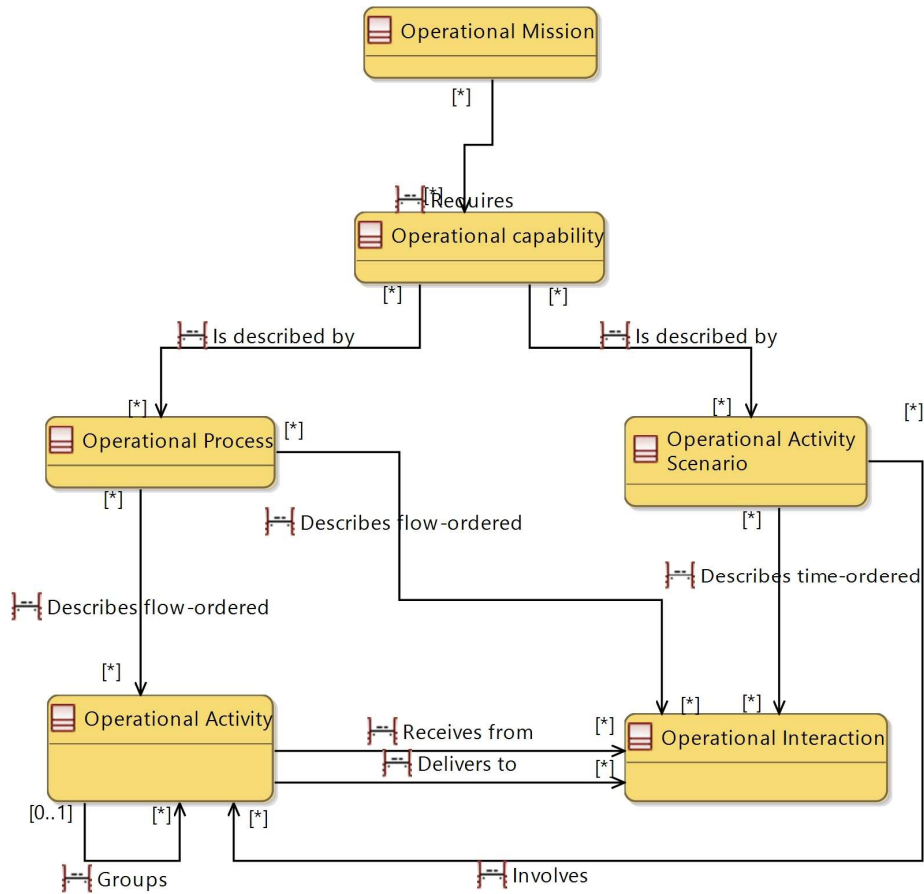 Operational Mission
[*]
[*]
Requires
Operational capability
[*]
[*]
Is described by
Is described by
[*]
[*]
[*]
[*]
Operational Process
Operational Activity
Scenario
[*]
[*]
Describes flow-ordered
Describes time-ordered
Describes flow-ordered
[*]
[*]
[*]
Operational Activity
Receives from
[*]
Operational Interaction
Delivers to
[*]
[0..1]
[*]
[*]
Groups
Involves